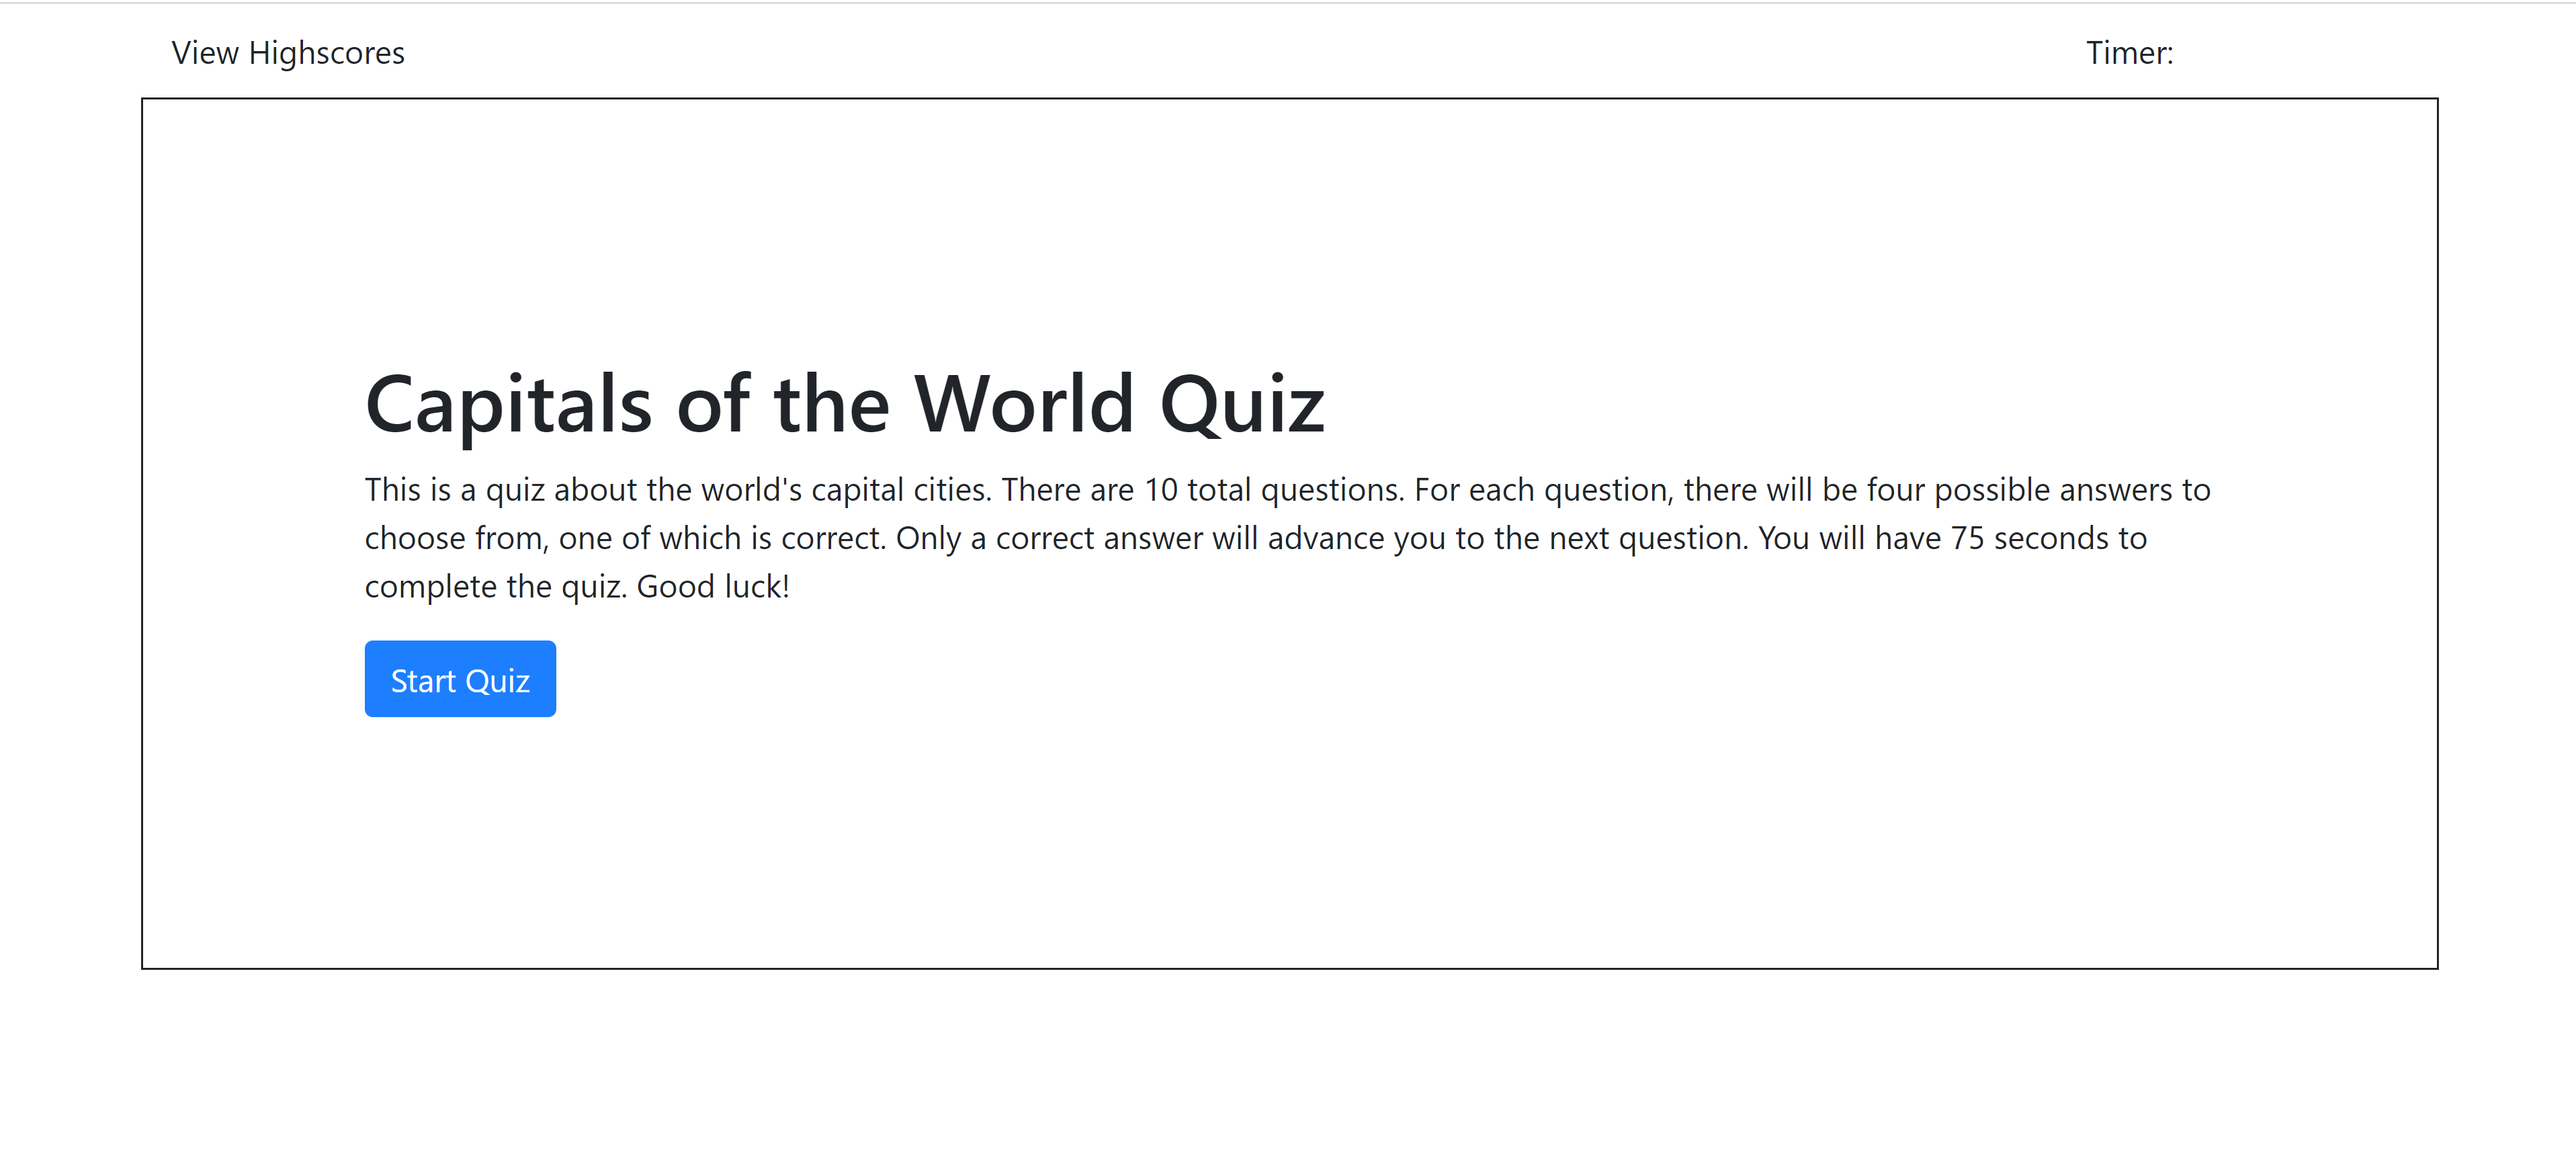 View Highscores
Timer:
Capitals of the World Quiz
This is a quiz about the world's capital cities. There are 10 total questions. For each question, there will be four possible answers to
choose from, one of which is correct. Only a correct answer will advance you to the next question. You will have 75 seconds to
complete the quiz. Good luck!
Start Quiz